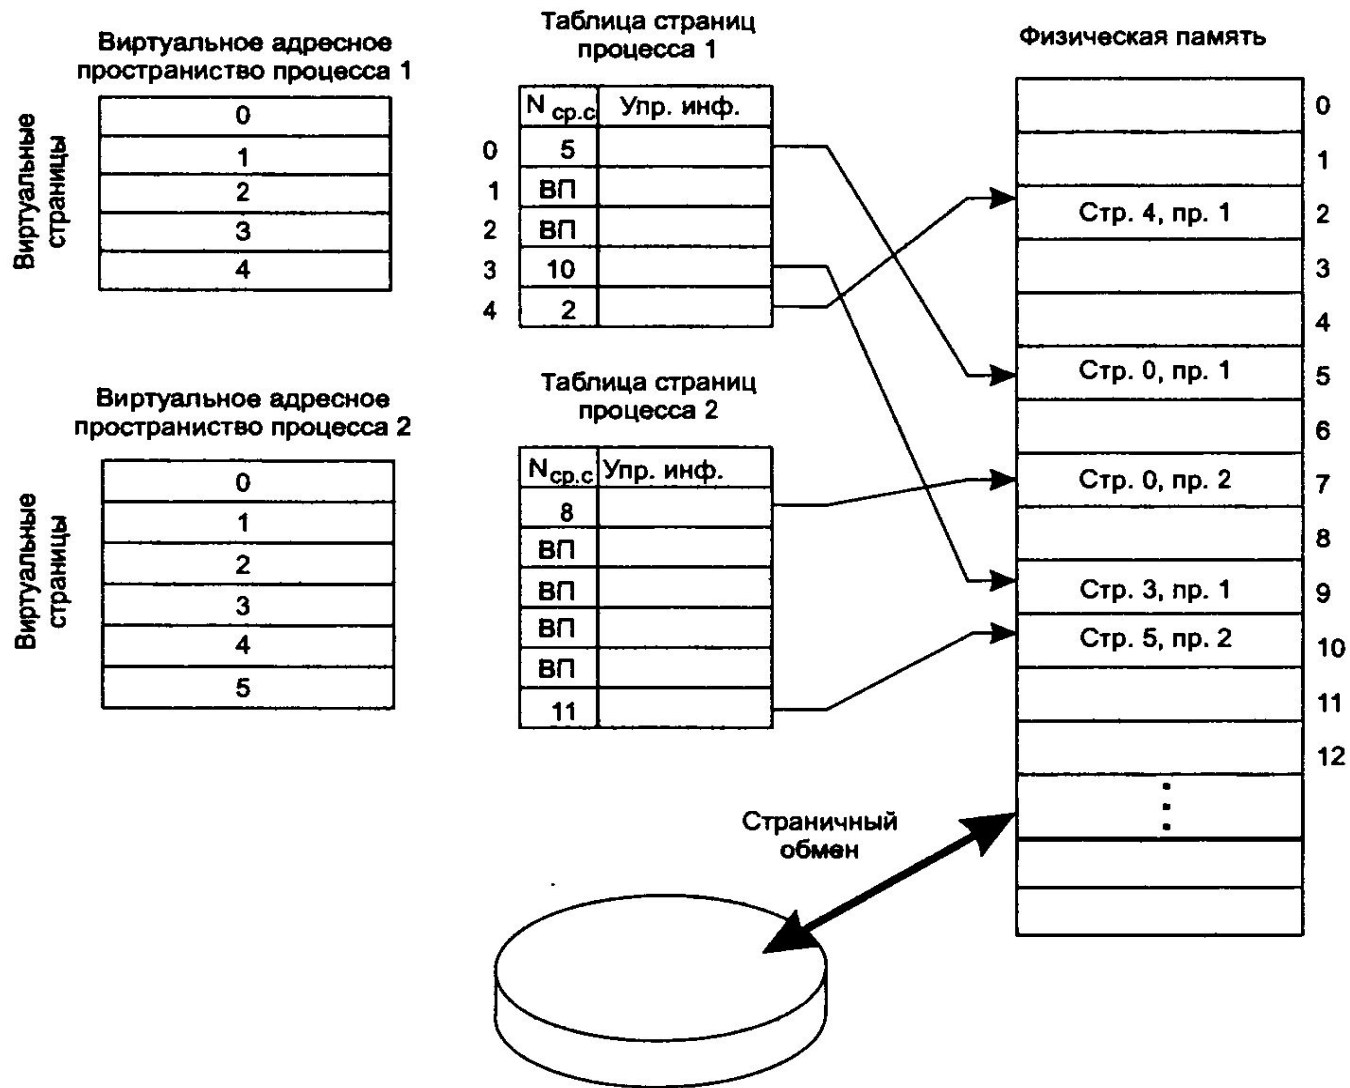 Виртуальное адресное
пространиство процесса 1
Виртуальные
страницы
0
1
2
3
4
Таблица страниц
процесса 1
N ср.с Упр. инф.
0 5
1 ВП
2 ВП
3 10
4 2
Виртуальное адресное
пространиство процесса 2
Виртуальные
страницы
0
1
2
3
4
5
Таблица страниц
процесса 2
N ср.с Упр. инф.
8
ВП
ВП
ВП
ВП
11
Физическая память
0
1
Стр. 4, пр. 1 2
3
4
Стр. 0, пр. 1 5
6
Стр. 0, пр. 2 7
8
Стр. 3, пр. 1 9
Стр. 5, пр. 2 10
11
12
Страничный
обмен